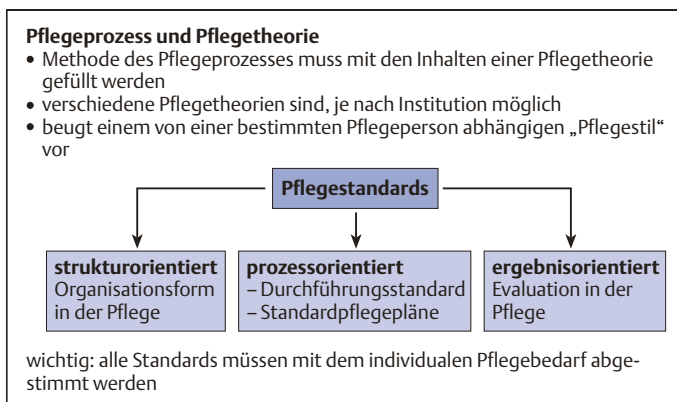 Pflegeprozess und Pflegetheorie
• Methode des Pflegeprozesses muss mit den Inhalten einer Pflegetheorie
gefüllt werden
• verschiedene Pflegetheorien sind, je nach Institution möglich
• beugt einem von einer bestimmten Pflegeperson abhängigen „Pflegestil“
vor
Pflegestandards
strukturorientiert
Organisationsform
in der Pflege
prozessorientiert
– Durchführungsstandard
– Standardpflegepläne
ergebnisorientiert
Evaluation in der
Pflege
wichtig: alle Standards müssen mit dem individualen Pflegebedarf abge-
stimmt werden